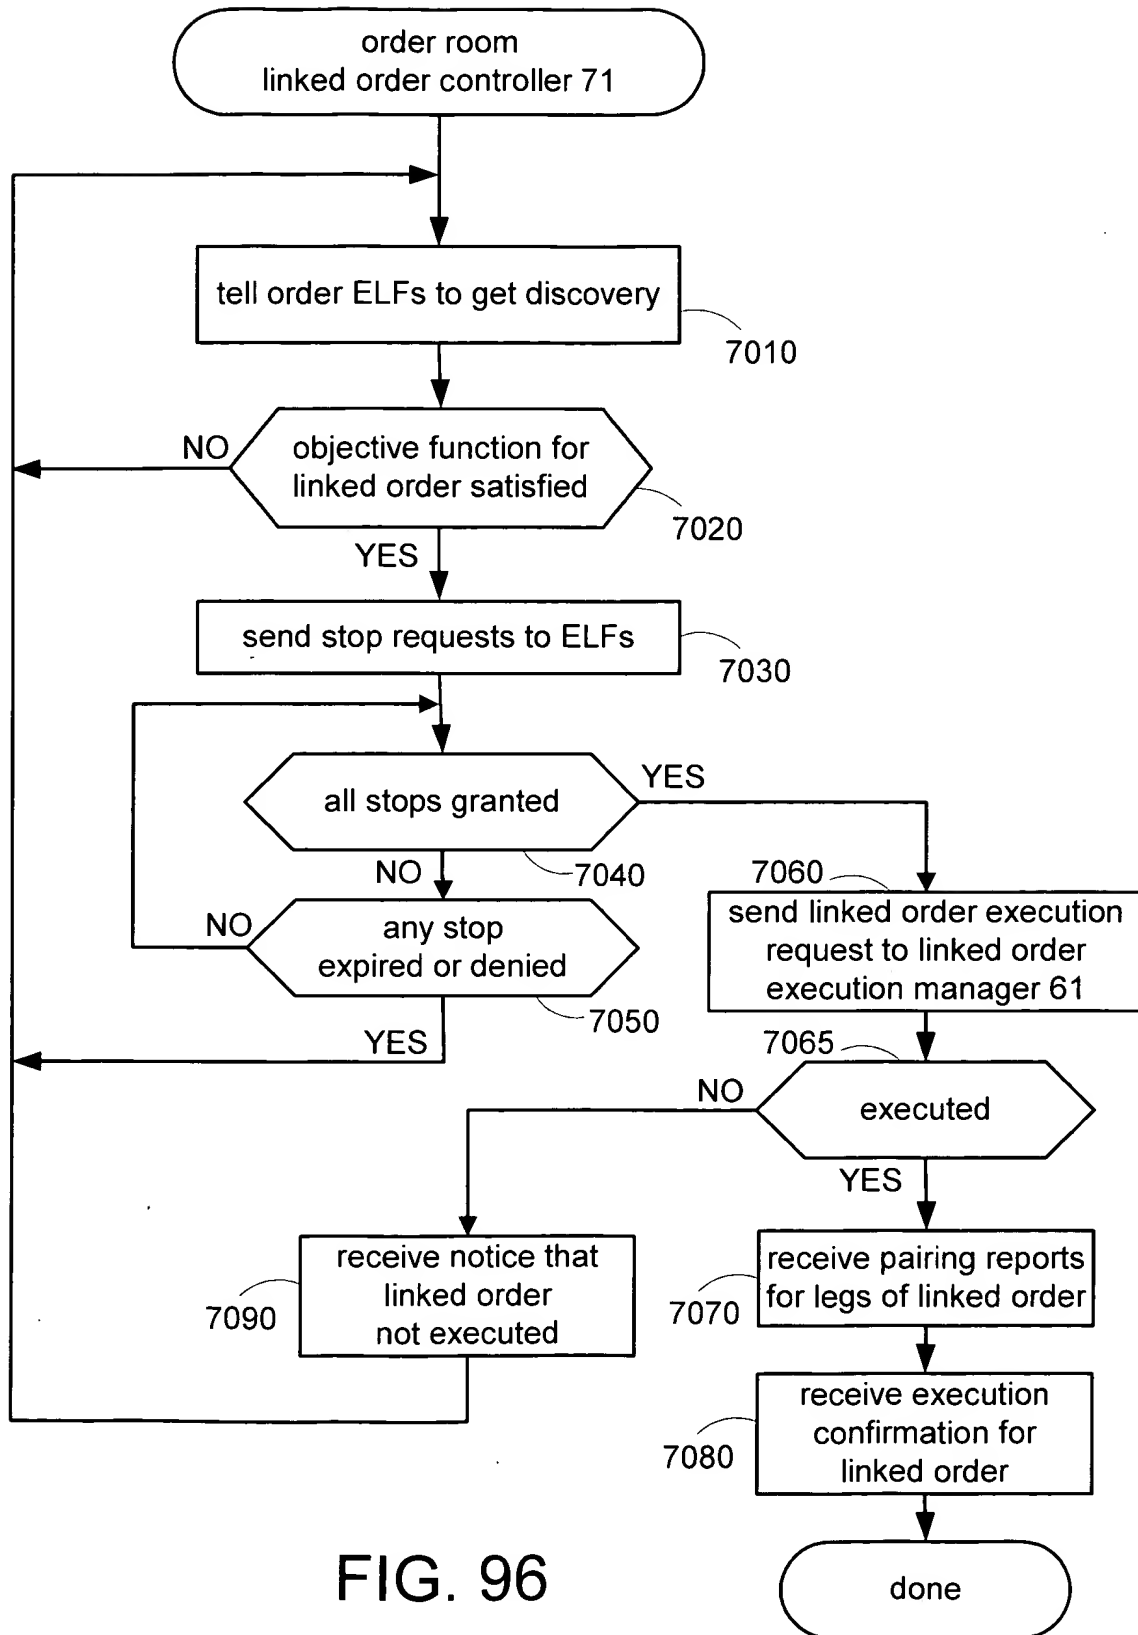 order room
linked order controller 71
tell order ELFs to get discovery
7010
NO
objective function for
linked order satisfied
7020
YES
send stop requests to ELFs
7030
all stops granted
YES
7040
NO
NO
any stop
expired or denied
7050
YES
7060
send linked order execution
request to linked order
execution manager 61
7065
NO
executed
YES
receive notice that
linked order
not executed
7090
receive pairing reports
for legs of linked order
7070
receive execution
confirmation for
linked order
7080
done
FIG. 96